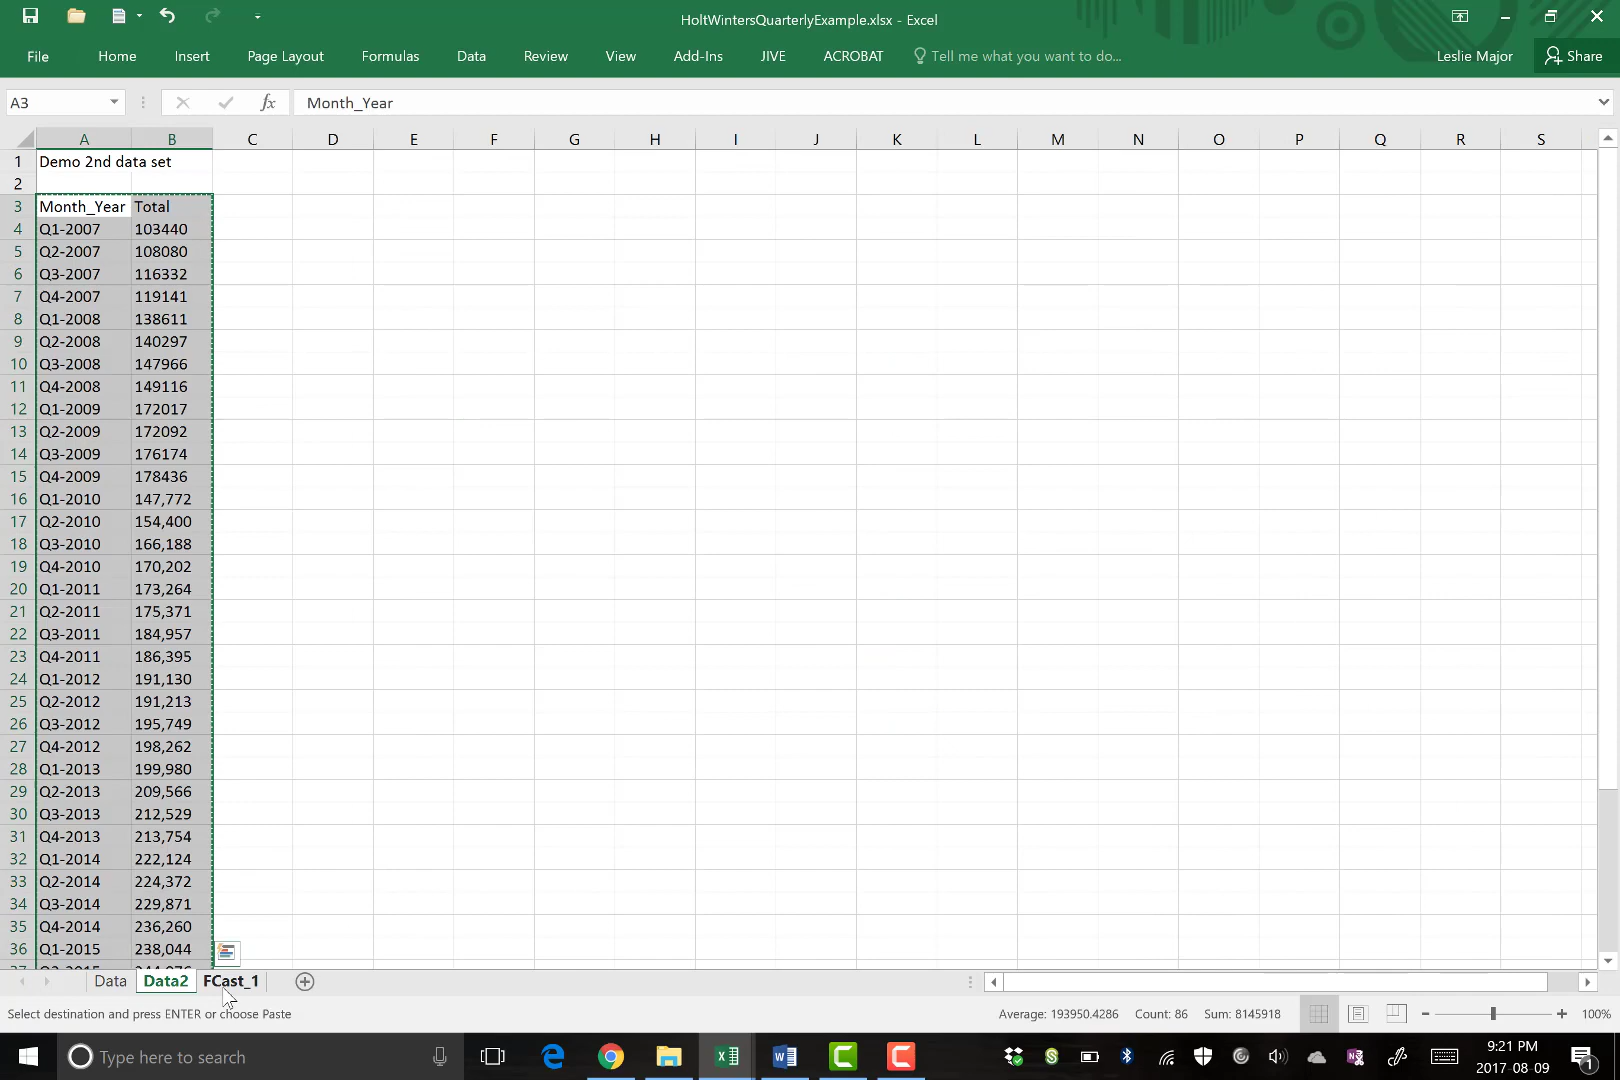 HoltWintersQuarterlyExample.xlsx - Excel
File Home Insert Page Layout Formulas Data Review View Add-Ins JIVE ACROBAT Tell me what you want to do... Leslie Major Share
A3 fx Month_Year
A B C D E F G H I J K L M N O P Q R S
1 Demo 2nd data set
2
3 Month_Year Total
4 Q1-2007 103440
5 Q2-2007 108080
6 Q3-2007 116332
7 Q4-2007 119141
8 Q1-2008 138611
9 Q2-2008 140297
10 Q3-2008 147966
11 Q4-2008 149116
12 Q1-2009 172017
13 Q2-2009 172092
14 Q3-2009 176174
15 Q4-2009 178436
16 Q1-2010 147,772
17 Q2-2010 154,400
18 Q3-2010 166,188
19 Q4-2010 170,202
20 Q1-2011 173,264
21 Q2-2011 175,371
22 Q3-2011 184,957
23 Q4-2011 186,395
24 Q1-2012 191,130
25 Q2-2012 191,213
26 Q3-2012 195,749
27 Q4-2012 198,262
28 Q1-2013 199,980
29 Q2-2013 209,566
30 Q3-2013 212,529
31 Q4-2013 213,754
32 Q1-2014 222,124
33 Q2-2014 224,372
34 Q3-2014 229,871
35 Q4-2014 236,260
36 Q1-2015 238,044
Data Data2 FCast_1
Select destination and press ENTER or choose Paste Average: 193950.4286 Count: 86 Sum: 8145918 100%
Type here to search 9:21 PM
2017-08-09 1